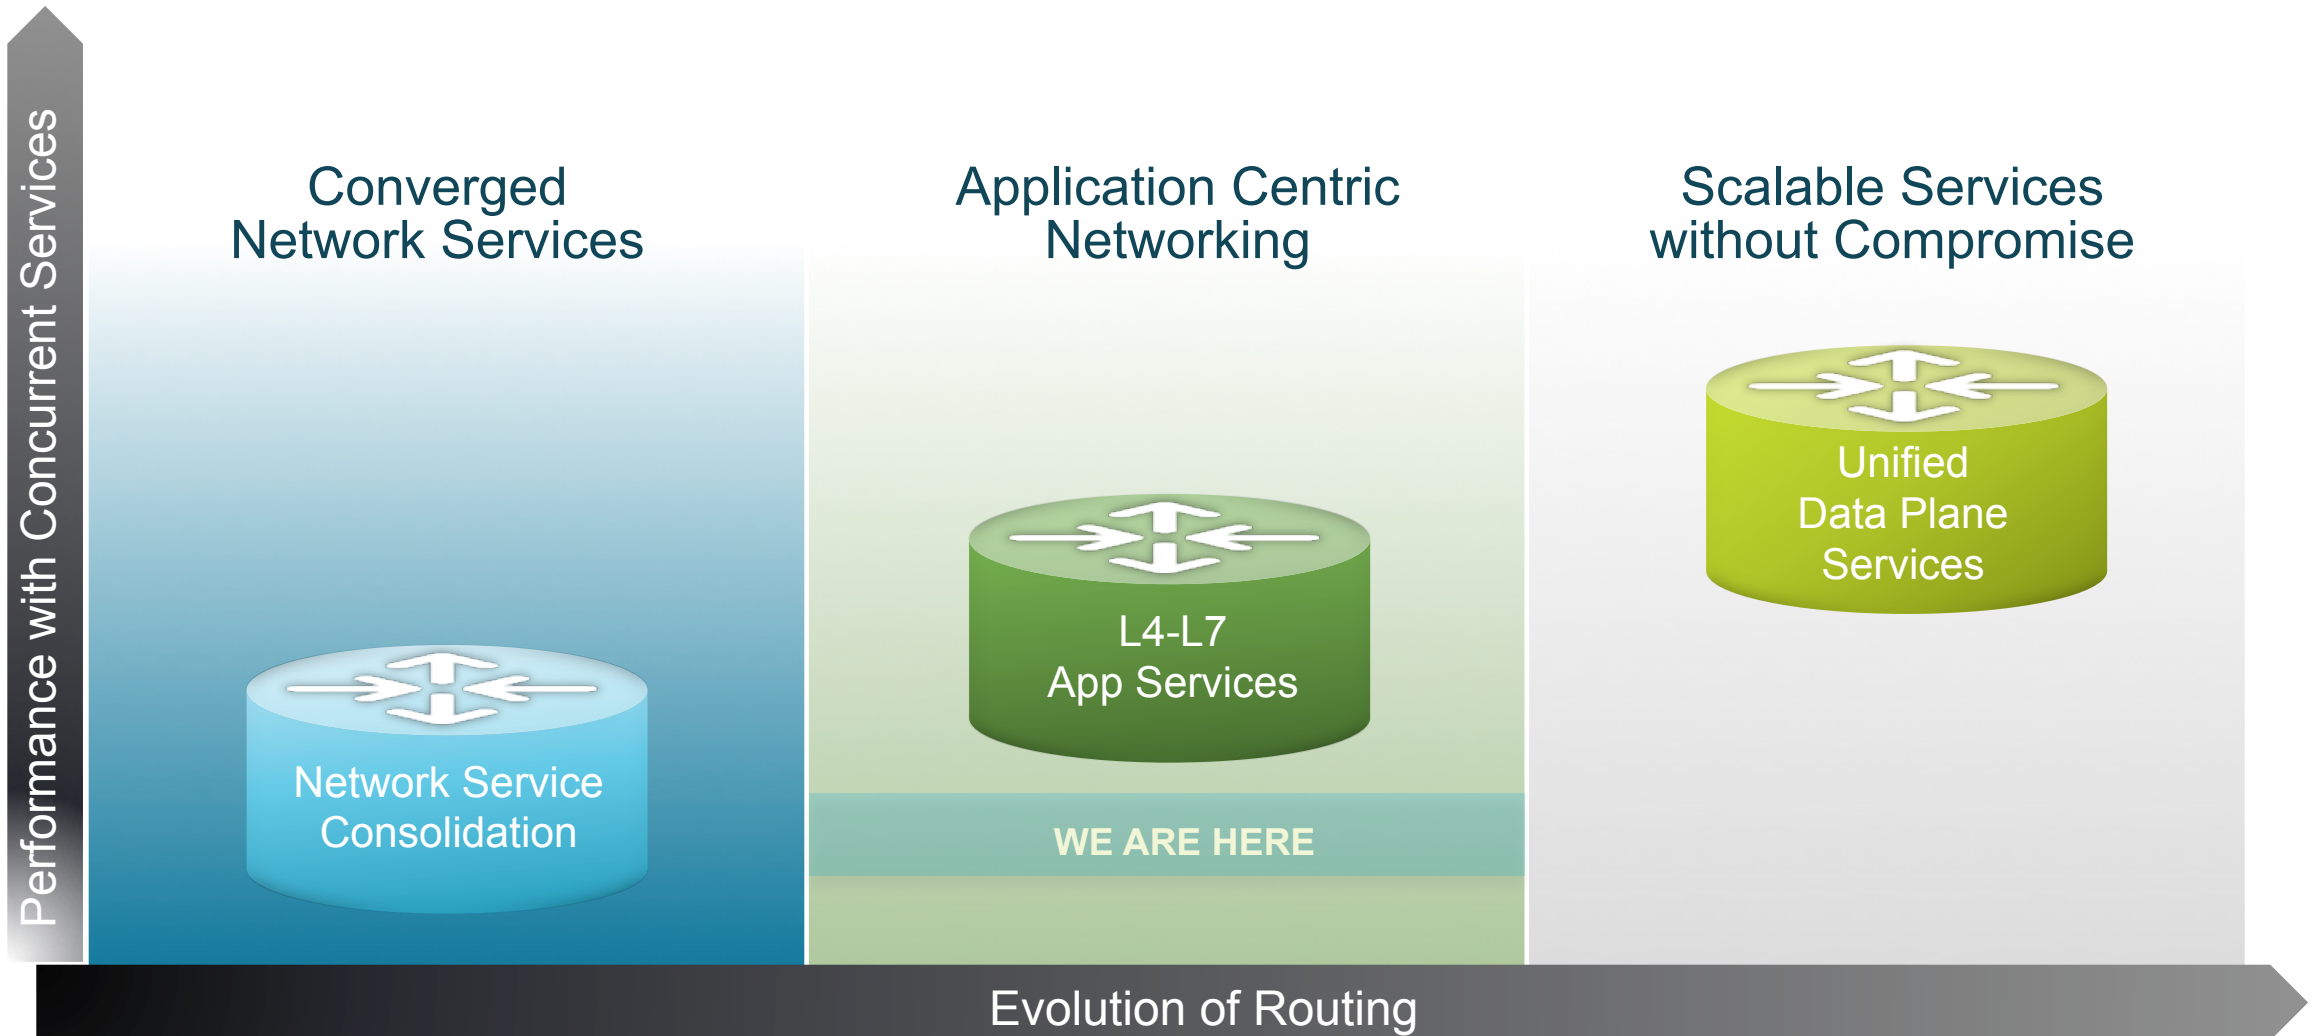 Performance with Concurrent Services
Converged
Network Services
Network Service
Consolidation
Application Centric
Networking
L4-L7
App Services
WE ARE HERE
Scalable Services
without Compromise
Unified
Data Plane
Services
Evolution of Routing